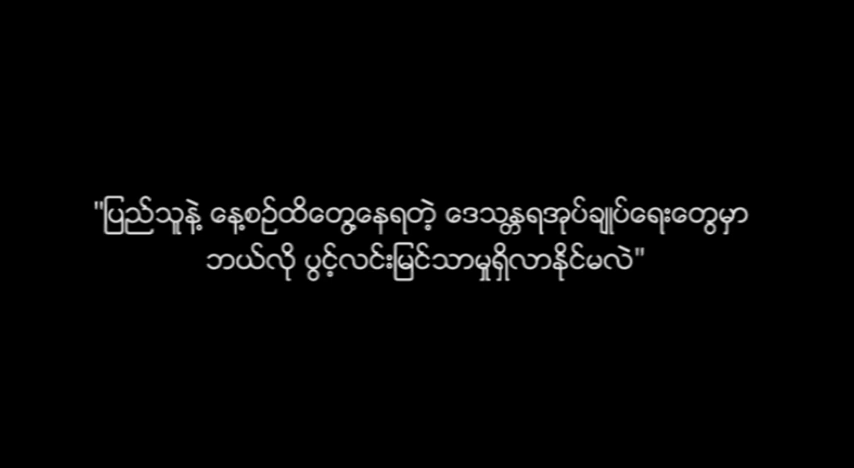 "ပြည်သူနဲ့ နေ့စဉ်ထိတွေ့နေရတဲ့ ဒေသန္တရအုပ်ချုပ်ရေးတွေမှာ
ဘယ်လို ပွင့်လင်းမြင်သာမှုရှိလာနိုင်မလဲ"